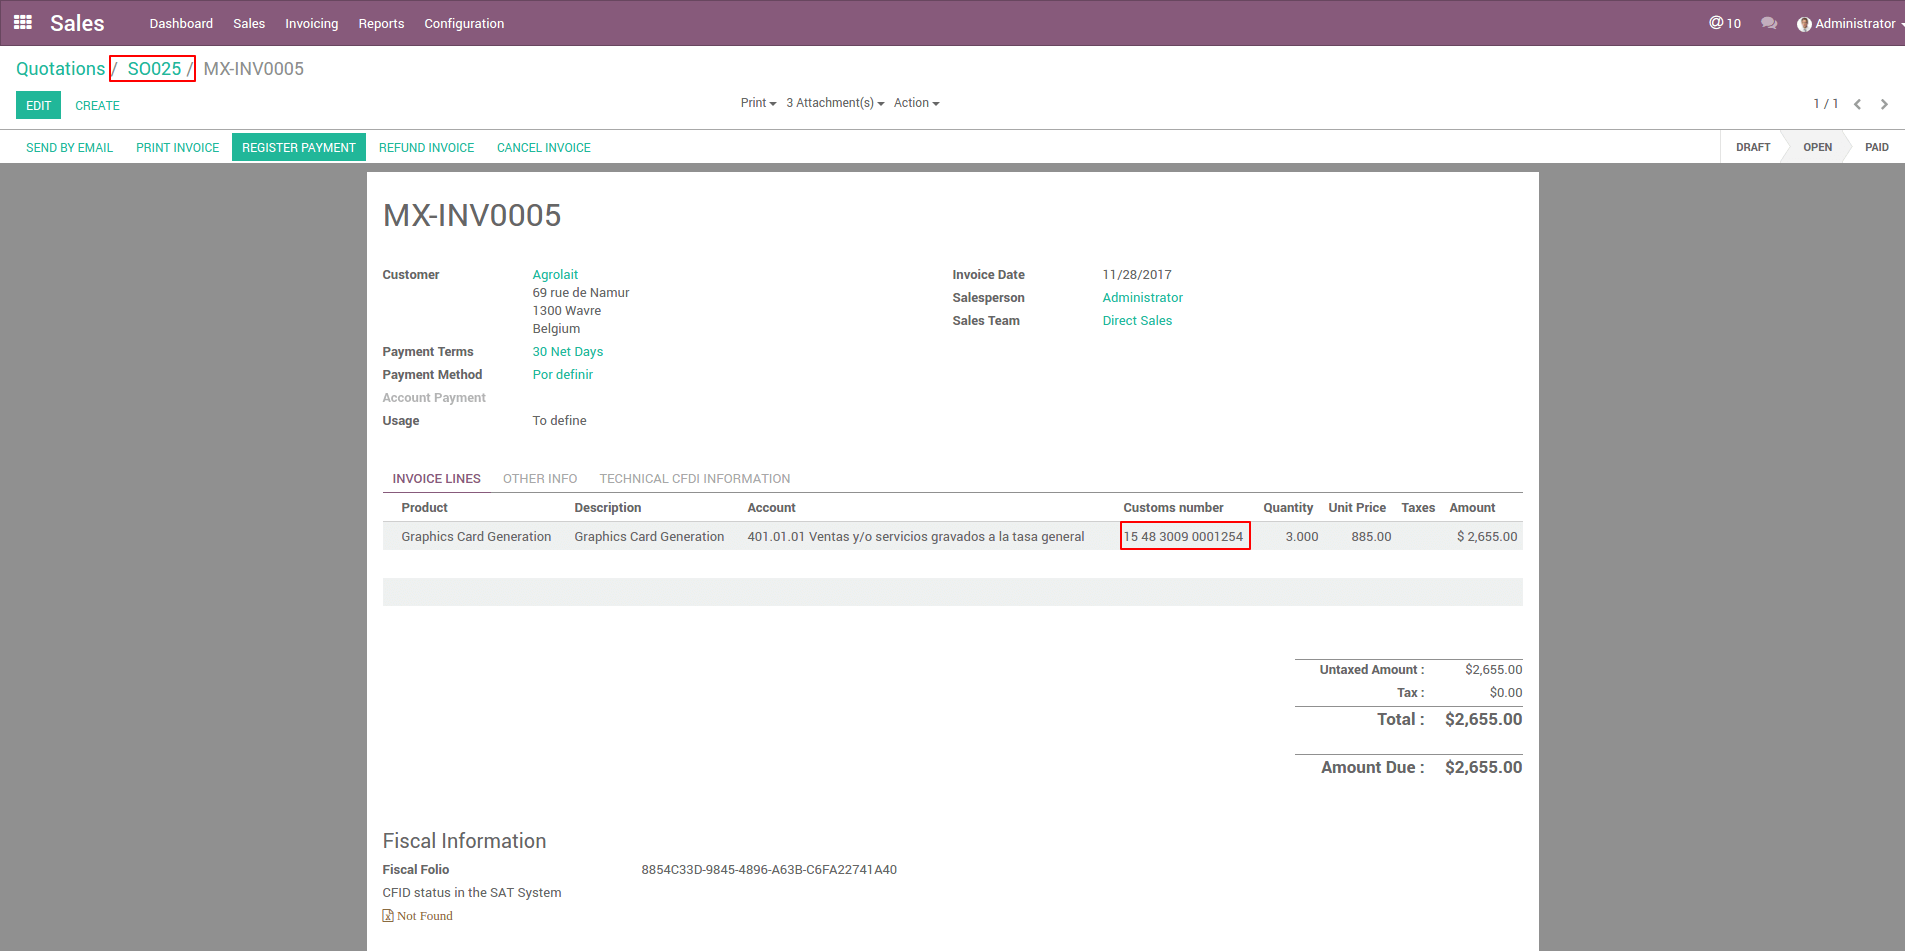 Sales Dashboard Sales Invoicing Reports Configuration @ 10 Administrator
Quotations / SO025 / MX-INV0005
EDIT CREATE Print 3 Attachment(s) Action 1 / 1
SEND BY EMAIL PRINT INVOICE REGISTER PAYMENT REFUND INVOICE CANCEL INVOICE DRAFT OPEN PAID
MX-INV0005
Customer Agrolait Invoice Date 11/28/2017
69 rue de Namur
Salesperson Administrator
1300 Wavre
Sales Team Direct Sales
Belgium
Payment Terms 30 Net Days
Payment Method Por definir
Account Payment
Usage To define
INVOICE LINES OTHER INFO TECHNICAL CFDI INFORMATION
Product Description Account Customs number Quantity Unit Price Taxes Amount
Graphics Card Generation Graphics Card Generation 401.01.01 Ventas y/o servicios gravados a la tasa general 15 48 3009 0001254 3.000 885.00 $ 2,655.00
Untaxed Amount : $2,655.00
Tax : $0.00
Total : $2,655.00
Amount Due : $2,655.00
Fiscal Information
Fiscal Folio 8854C33D-9845-4896-A63B-C6FA22741A40
CFID status in the SAT System
Not Found